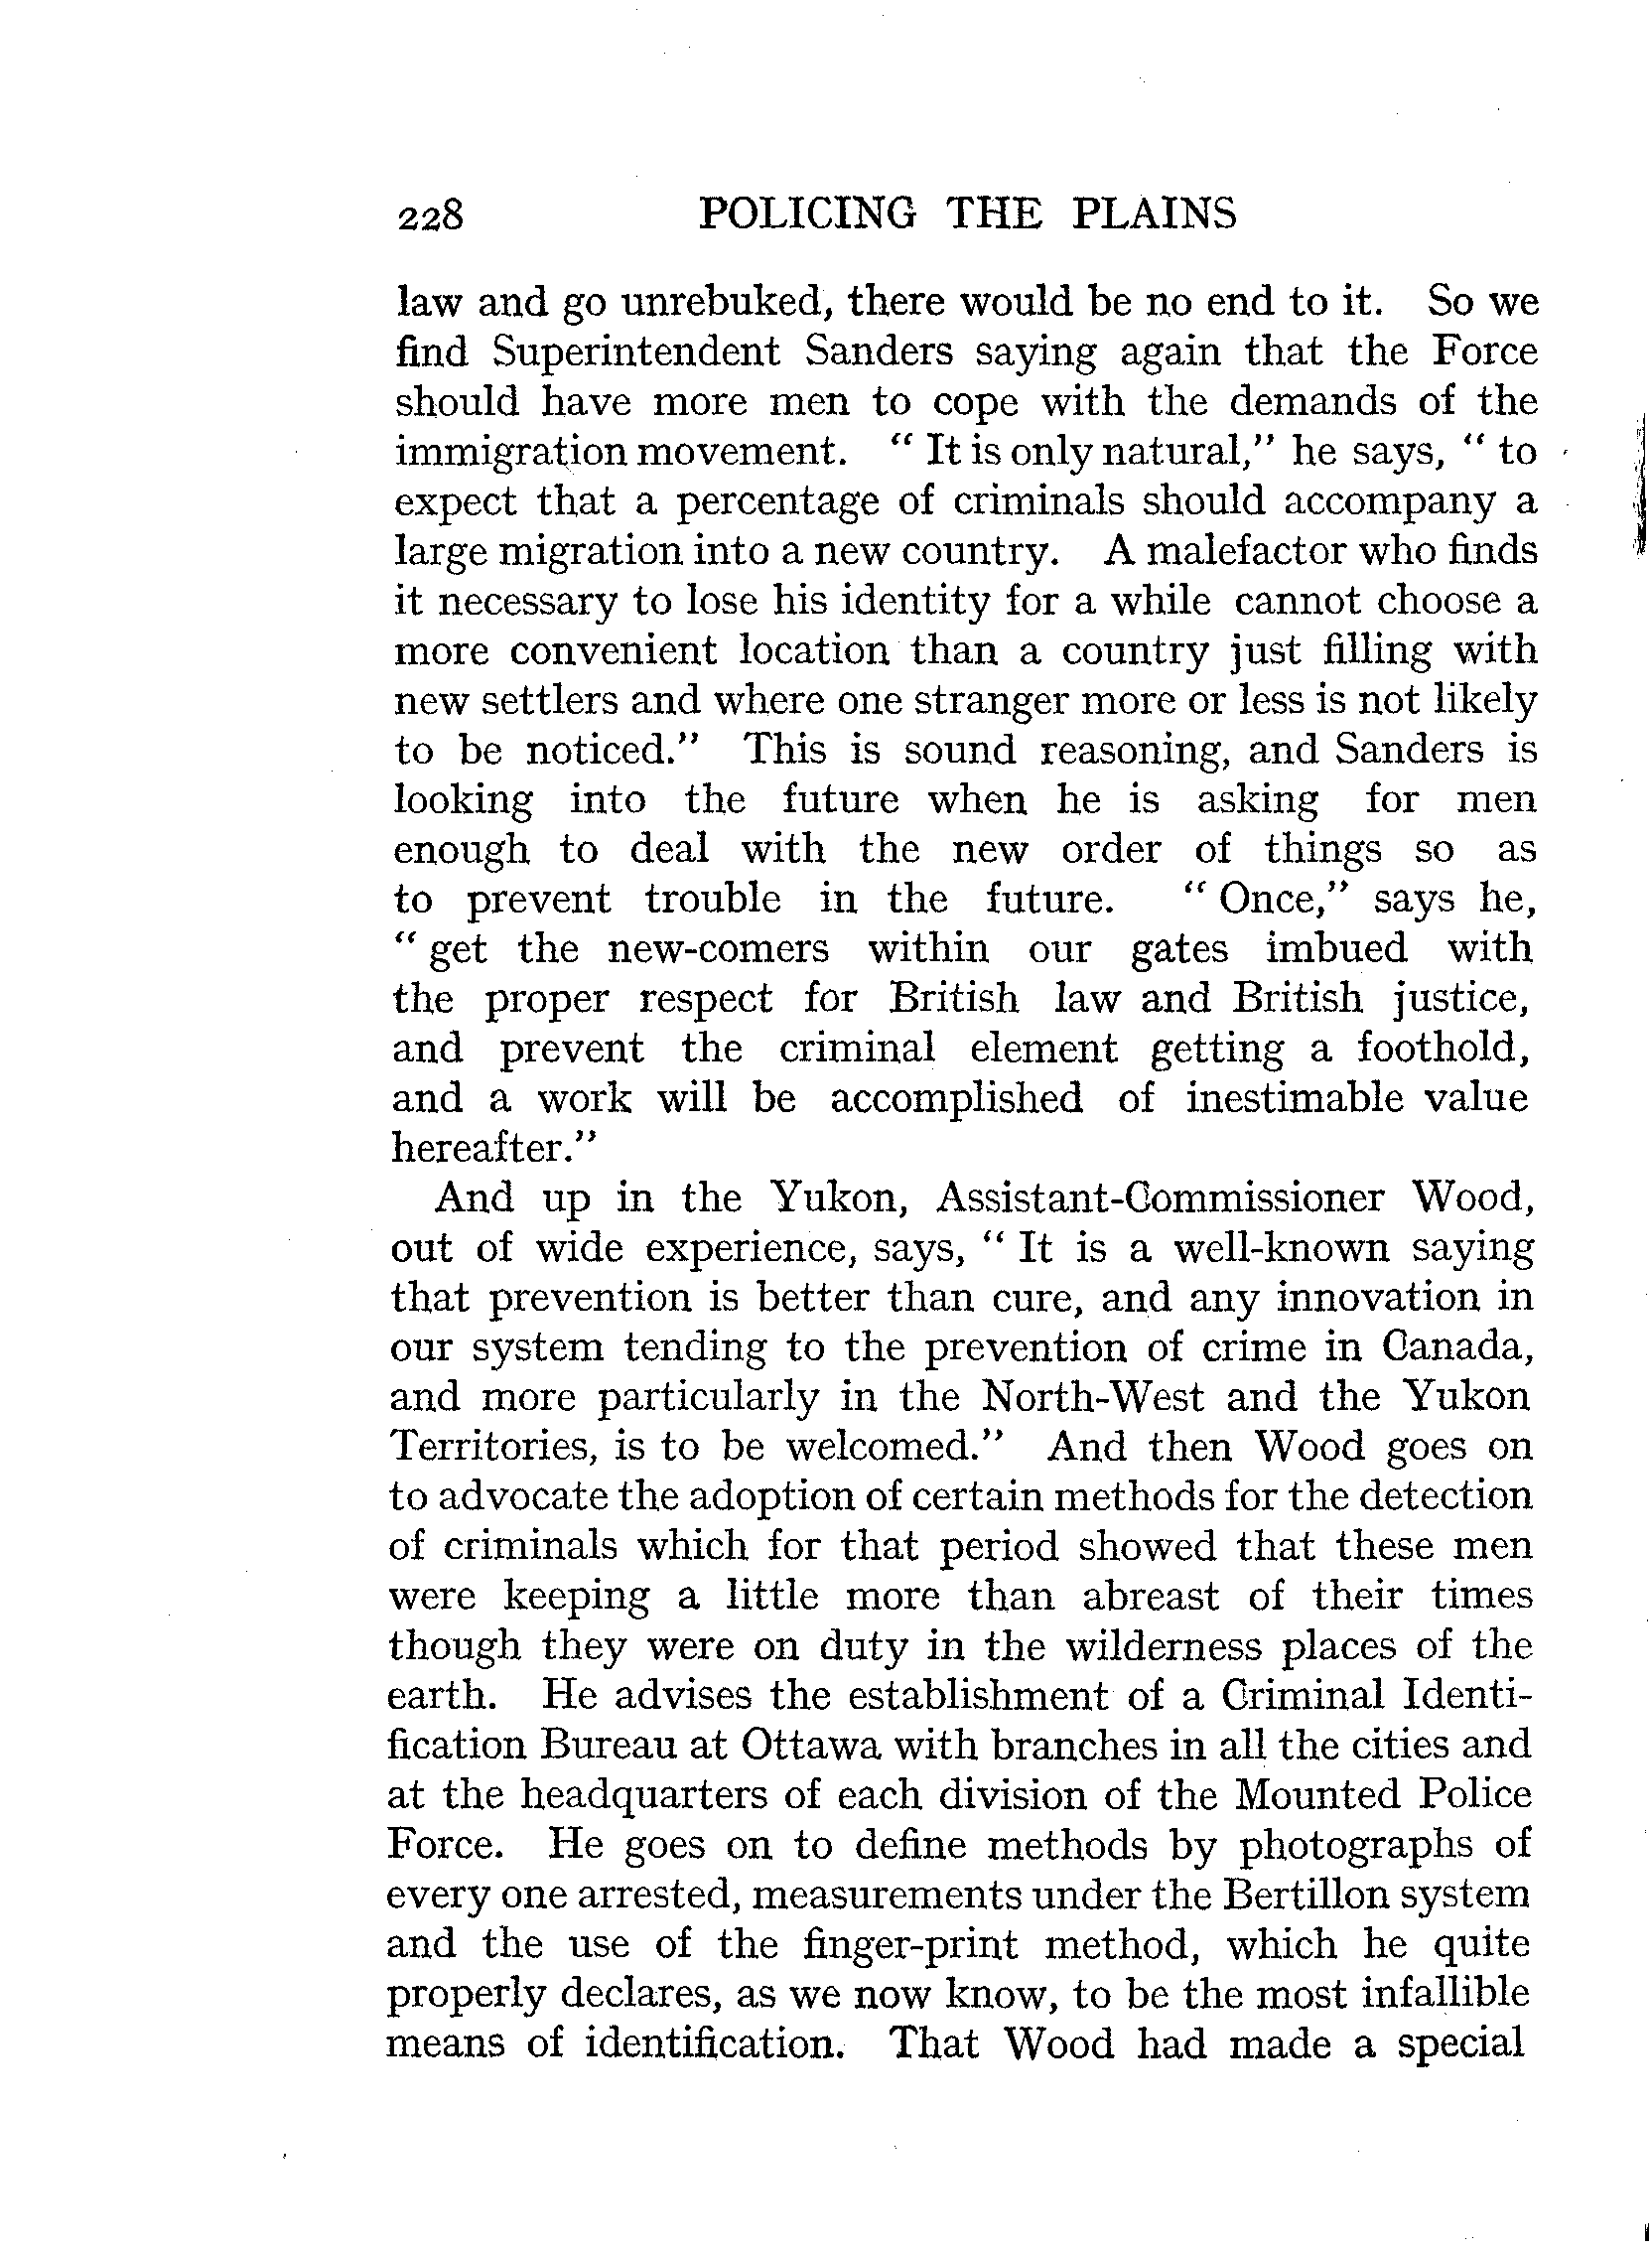 228 POLICING THE PLAINS
law and go unrebuked, there would be no end to it. So we
find Superintendent Sanders saying again that the Force
should have more men to cope with the demands of the
immigration movement. “ It is only natural,” he says, “ to
expect that a percentage of criminals should accompany a
large migration into a new country. A malefactor who finds
it necessary to lose his identity for a while cannot choose a
more convenient location than a country just filling with
new settlers and where one stranger more or less is not likely
to be noticed.” This is sound reasoning, and Sanders is
looking into the future when he is asking for men
enough to deal with the new order of things so as
to prevent trouble in the future. “ Once,” says he,
“ get the new-comers within our gates imbued with
the proper respect for British law and British justice,
and prevent the criminal element getting a foothold,
and a work will be accomplished of inestimable value
hereafter.”
And up in the Yukon, Assistant-Commissioner Wood,
out of wide experience, says, “ It is a well-known saying
that prevention is better than cure, and any innovation in
our system tending to the prevention of crime in Canada,
and more particularly in the North-West and the Yukon
Territories, is to be welcomed.” And then Wood goes on
to advocate the adoption of certain methods for the detection
of criminals which for that period showed that these men
were keeping a little more than abreast of their times
though they were on duty in the wilderness places of the
earth. He advises the establishment of a Criminal Identi-
fication Bureau at Ottawa with branches in all the cities and
at the headquarters of each division of the Mounted Police
Force. He goes on to define methods by photographs of
every one arrested, measurements under the Bertillon system
and the use of the finger-print method, which he quite
properly declares, as we now know, to be the most infallible
means of identification. That Wood had made a special